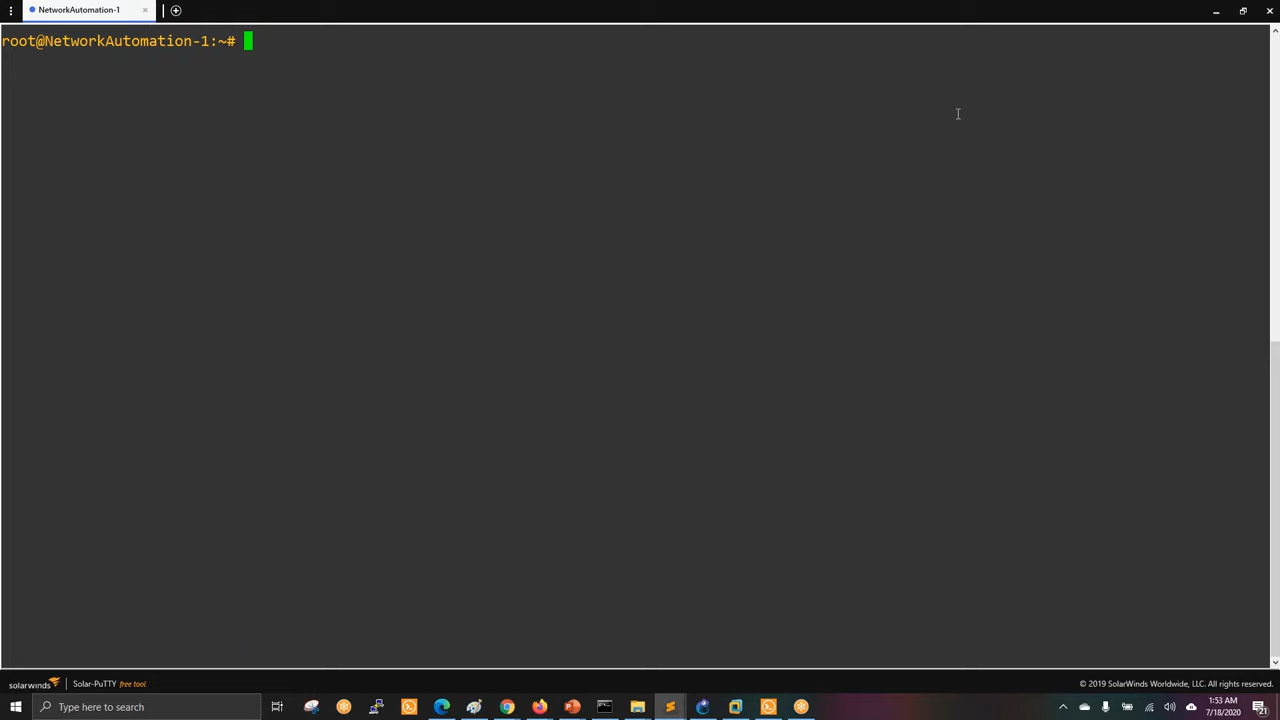 NetworkAutomation-1
root@NetworkAutomation-1:~#
solarwinds Solar-PuTTY free tool
© 2019 SolarWinds Worldwide, LLC. All rights reserved.
Type here to search
1:53 AM
7/18/2020
21